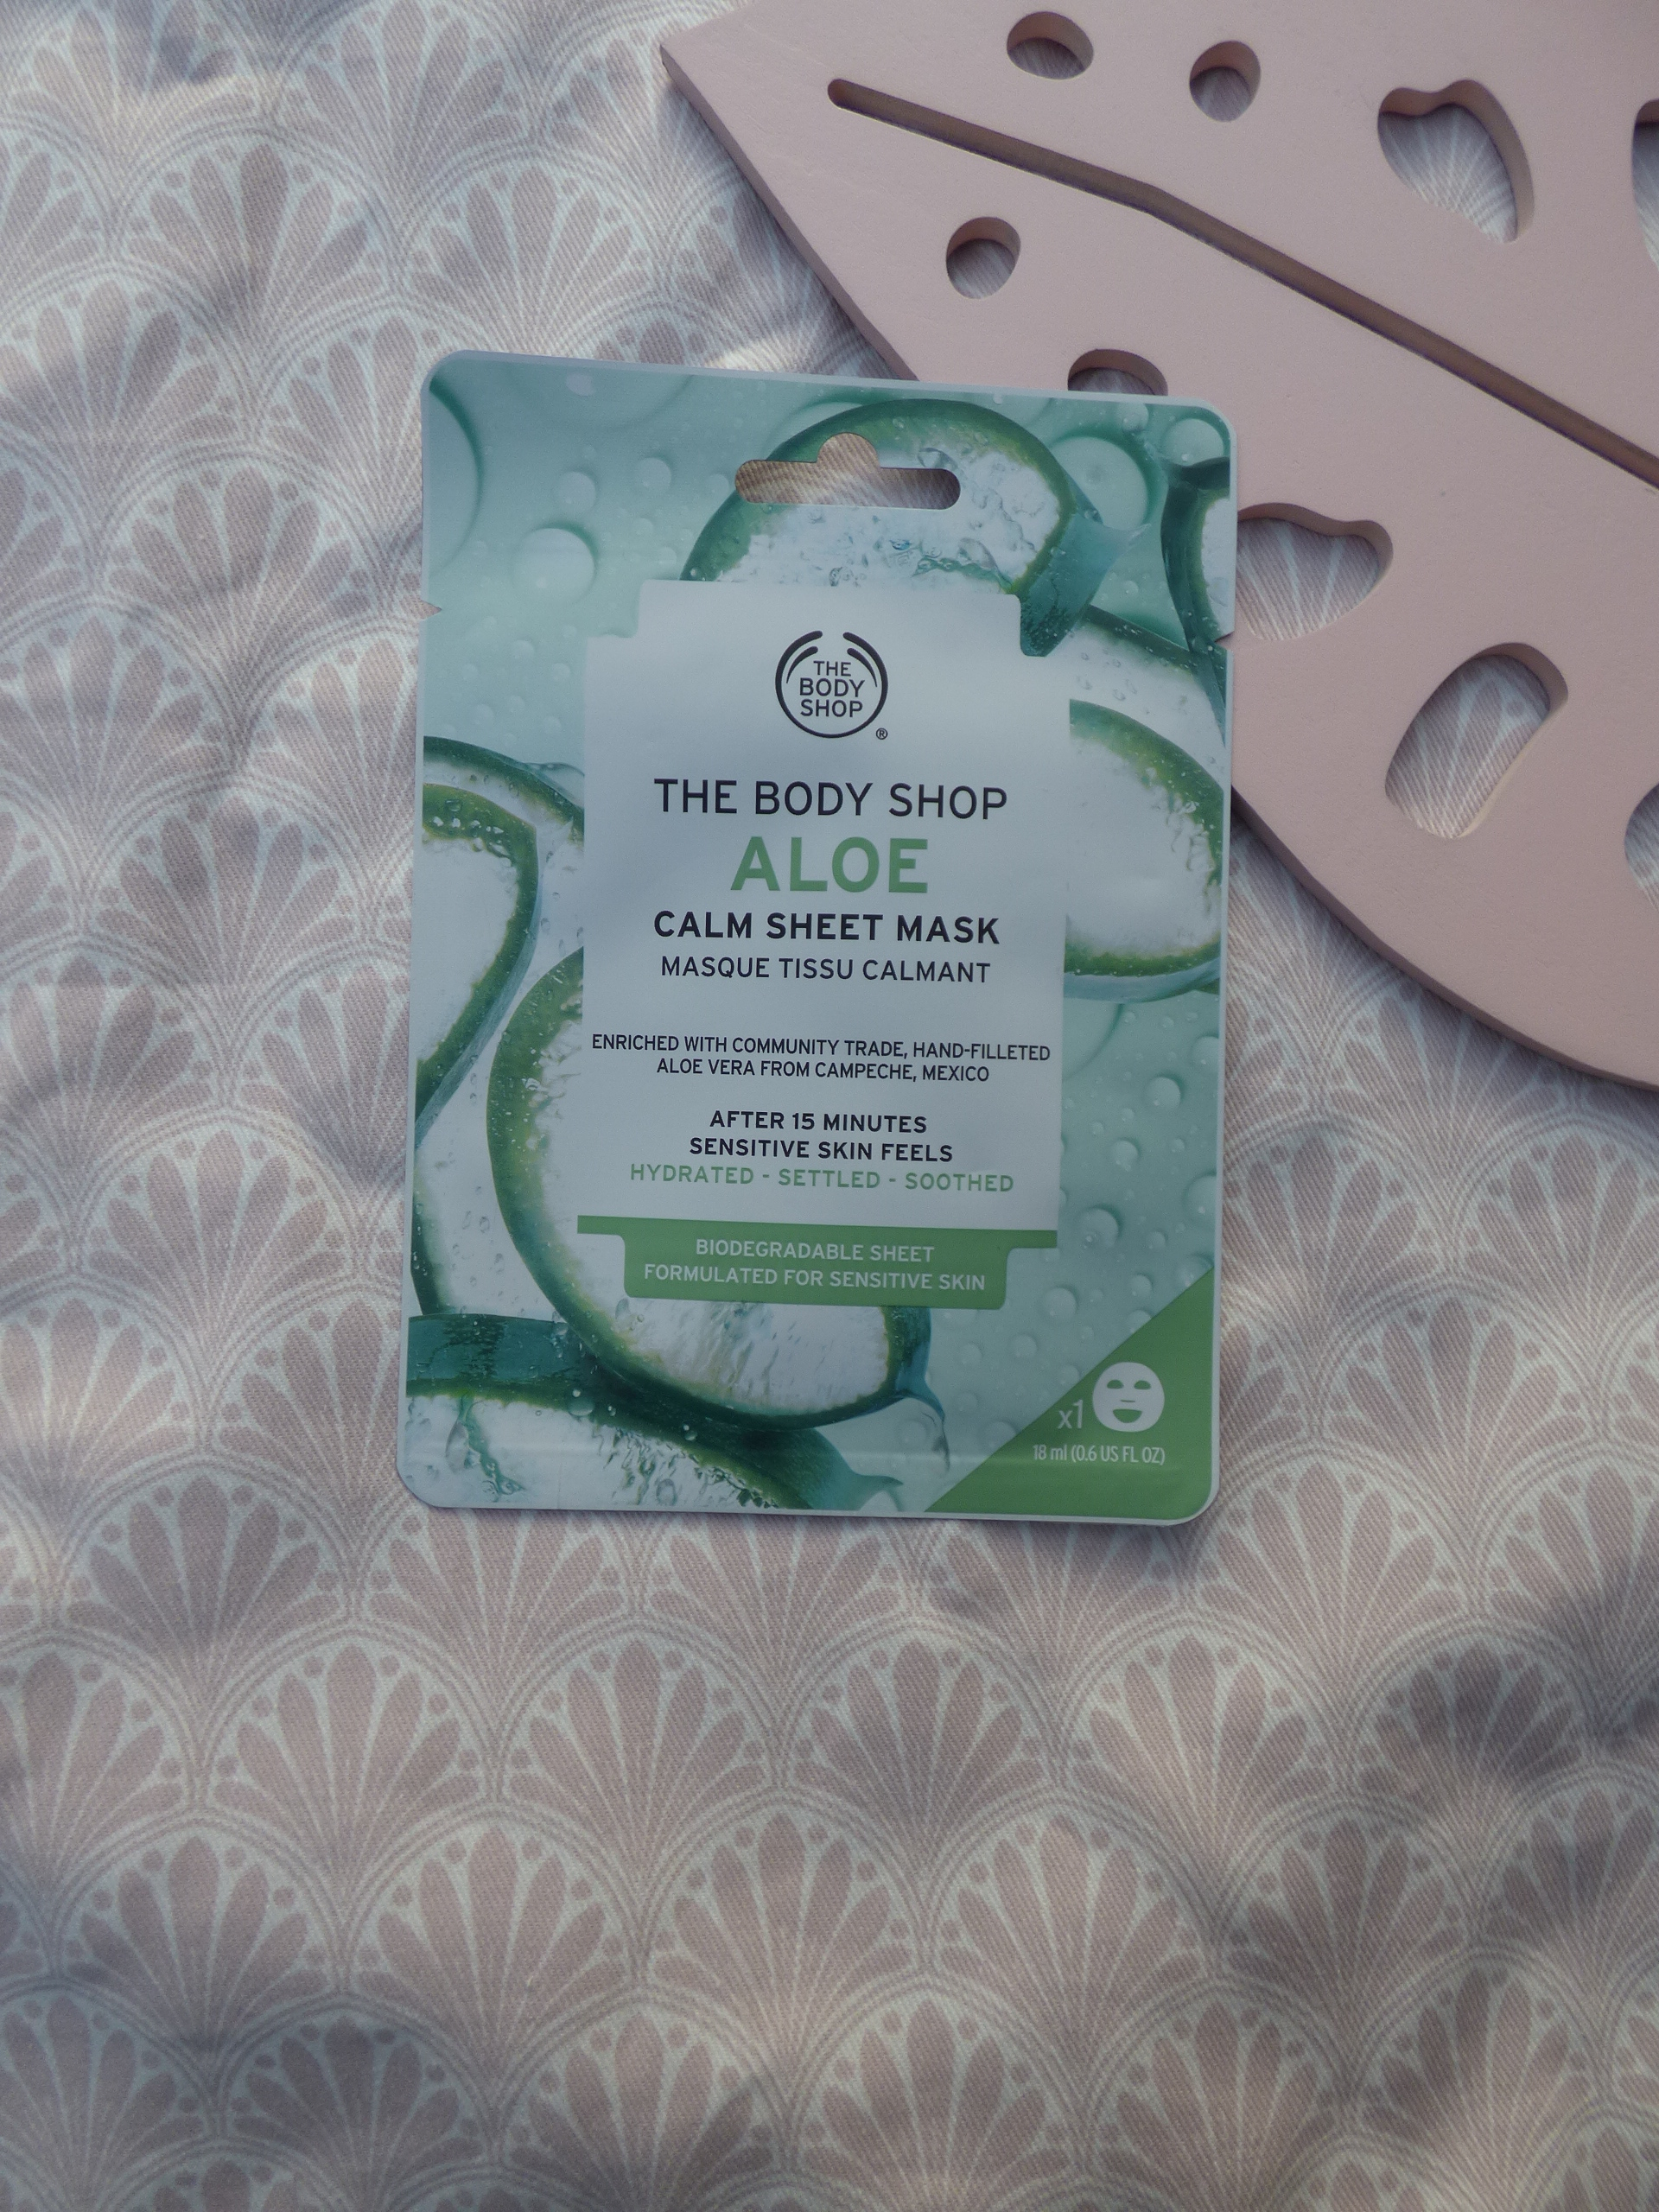 THE
BODY
SHOP
®
THE BODY SHOP
ALOE
CALM SHEET MASK
MASQUE TISSU CALMANT
ENRICHED WITH COMMUNITY TRADE, HAND-FILLETED
ALOE VERA FROM CAMPECHE, MEXICO
AFTER 15 MINUTES
SENSITIVE SKIN FEELS
HYDRATED - SETTLED - SOOTHED
BIODEGRADABLE SHEET
FORMULATED FOR SENSITIVE SKIN
x1
18 ml (0.6 US FL OZ)